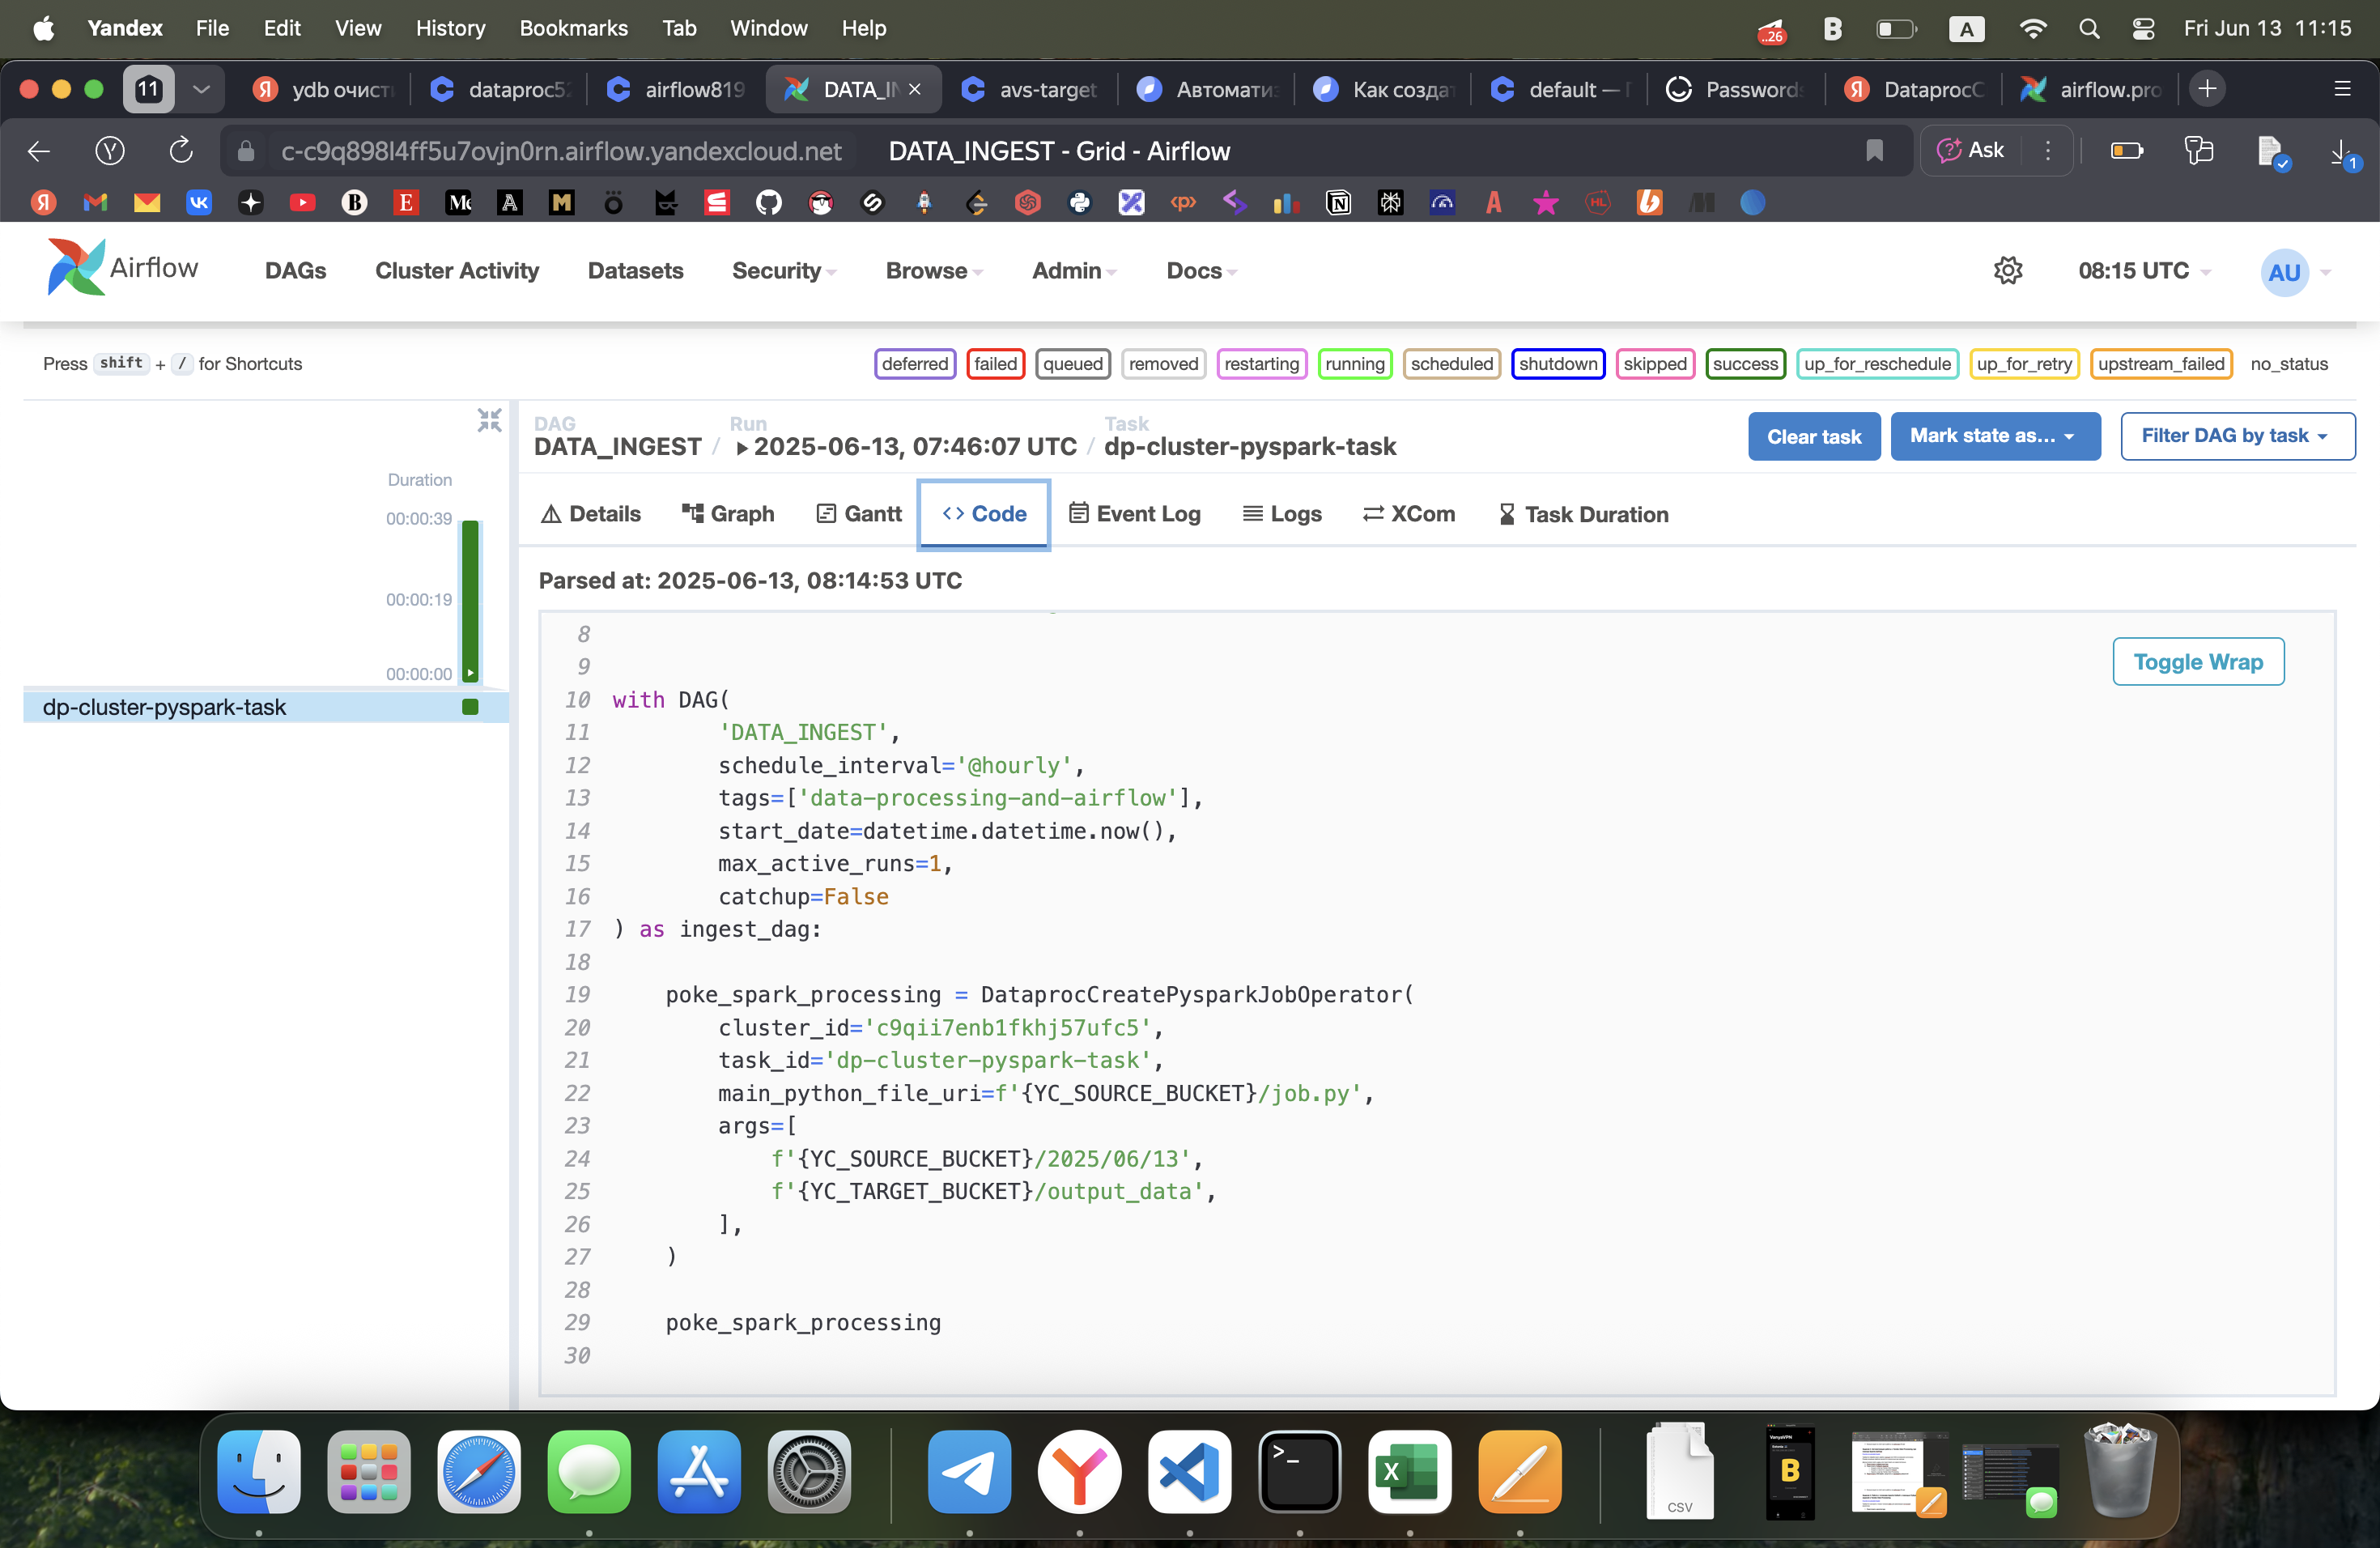 Yandex File Edit View History Bookmarks Tab Window Help ..26 B A Fri Jun 13 11:15
11 ydb очист dataproc52 airflow819 DATA_IN avs-target Автомати Как созда default — Passwords DataprocC airflow.pro
c-c9q898l4ff5u7ovjn0rn.airflow.yandexcloud.net DATA_INGEST - Grid - Airflow Ask 1
Airflow DAGs Cluster Activity Datasets Security Browse Admin Docs 08:15 UTC AU
Press shift + / for Shortcuts deferred failed queued removed restarting running scheduled shutdown skipped success up_for_reschedule up_for_retry upstream_failed no_status
DAG Run Task
DATA_INGEST / 2025-06-13, 07:46:07 UTC / dp-cluster-pyspark-task Clear task Mark state as... Filter DAG by task
Duration
00:00:39
00:00:19
00:00:00
dp-cluster-pyspark-task
Details Graph Gantt Code Event Log Logs XCom Task Duration
Parsed at: 2025-06-13, 08:14:53 UTC
Toggle Wrap
8
9
10 with DAG(
11 'DATA_INGEST',
12 schedule_interval='@hourly',
13 tags=['data-processing-and-airflow'],
14 start_date=datetime.datetime.now(),
15 max_active_runs=1,
16 catchup=False
17 ) as ingest_dag:
18
19 poke_spark_processing = DataprocCreatePysparkJobOperator(
20 cluster_id='c9qii7enb1fkhj57ufc5',
21 task_id='dp-cluster-pyspark-task',
22 main_python_file_uri=f'{YC_SOURCE_BUCKET}/job.py',
23 args=[
24 f'{YC_SOURCE_BUCKET}/2025/06/13',
25 f'{YC_TARGET_BUCKET}/output_data',
26 ],
27 )
28
29 poke_spark_processing
30
CSV